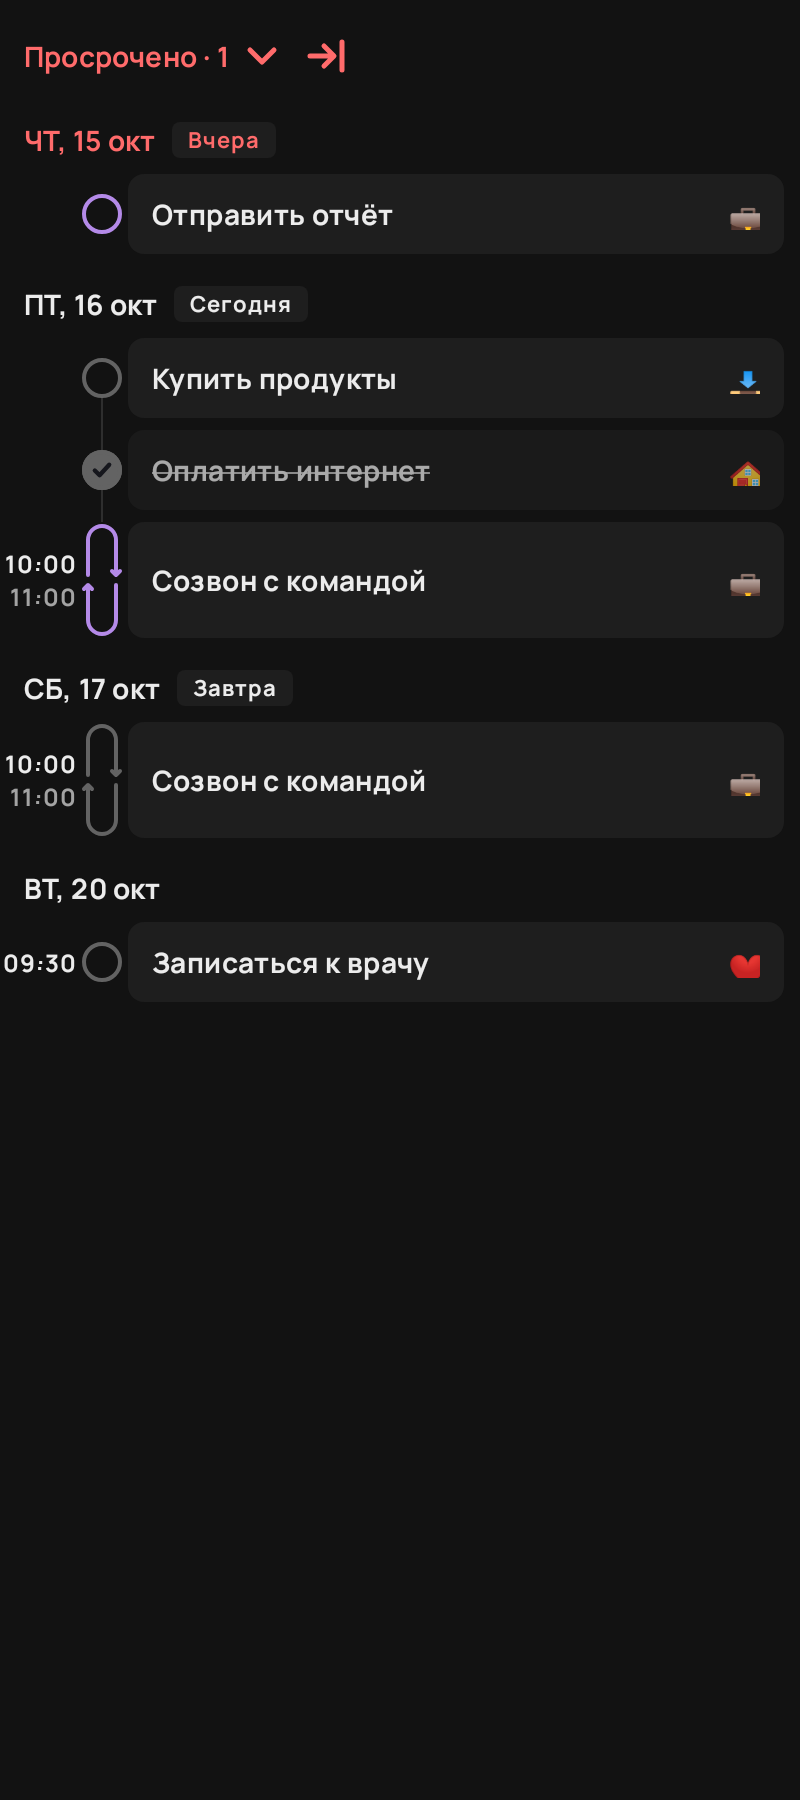 Просрочено · 1
ЧТ, 15 окт Вчера
Отправить отчёт
ПТ, 16 окт Сегодня
Купить продукты
Оплатить интернет
10:00
11:00
Созвон с командой
СБ, 17 окт Завтра
10:00
11:00
Созвон с командой
ВТ, 20 окт
09:30 Записаться к врачу